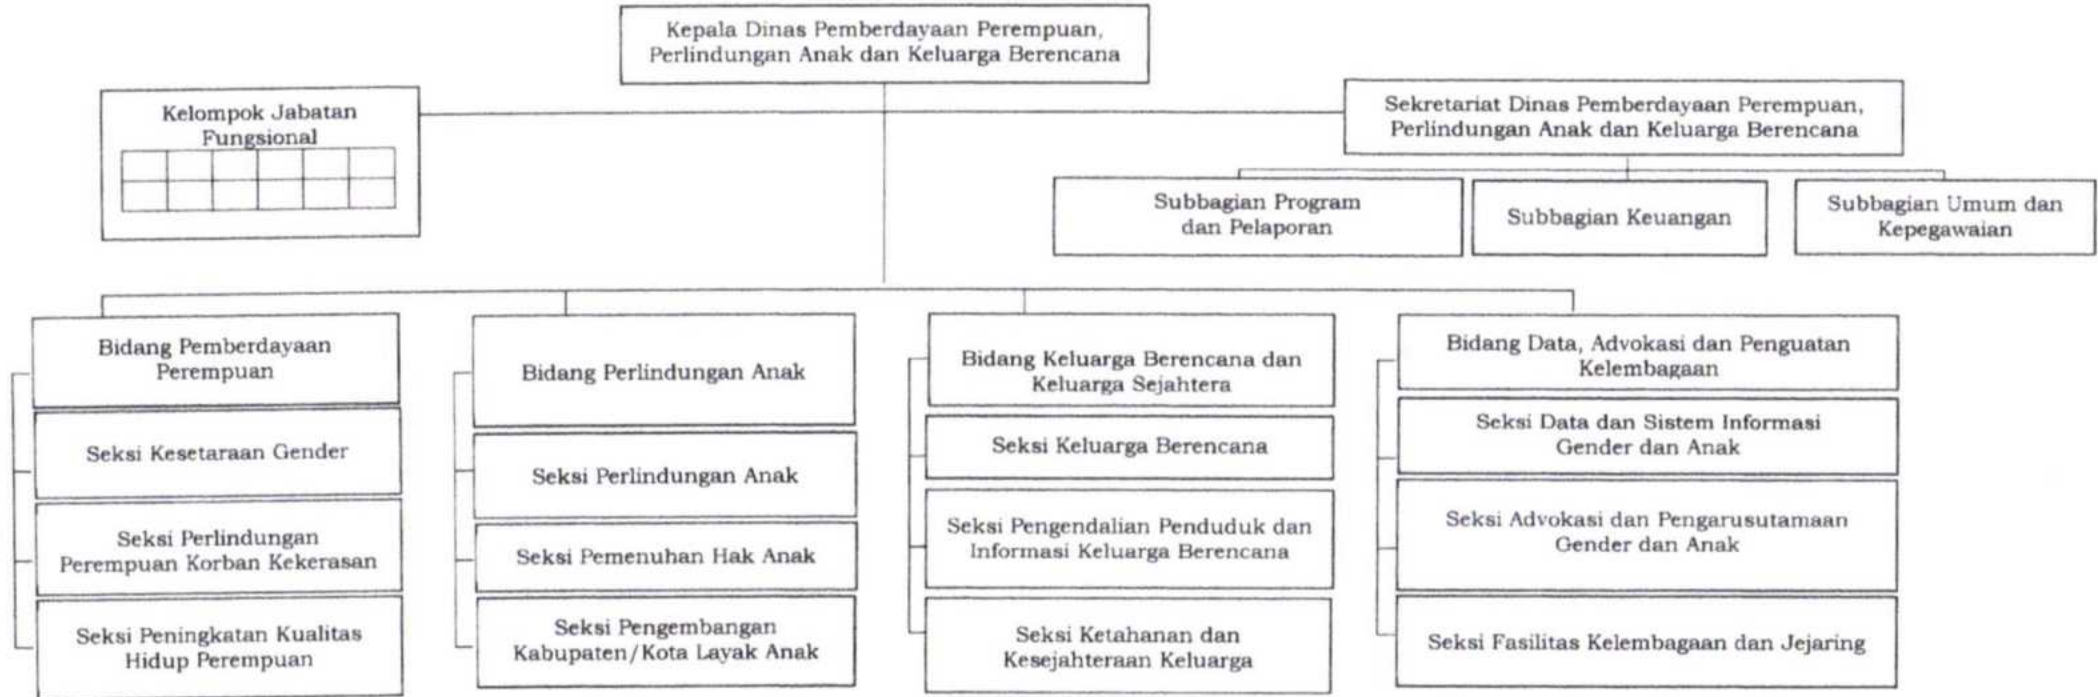 Kepala Dinas Pemberdayaan Perempuan,
Perlindungan Anak dan Keluarga Berencana
Kelompok Jabatan
Fungsional
Sekretariat Dinas Pemberdayaan Perempuan,
Perlindungan Anak dan Keluarga Berencana
Subbagian Program
dan Pelaporan
Subbagian Keuangan
Subbagian Umum dan
Kepegawaian
Bidang Pemberdayaan
Perempuan
Seksi Kesetaraan Gender
Seksi Perlindungan
Perempuan Korban Kekerasan
Seksi Peningkatan Kualitas
Hidup Perempuan
Bidang Perlindungan Anak
Seksi Perlindungan Anak
Seksi Pemenuhan Hak Anak
Seksi Pengembangan
Kabupaten/Kota Layak Anak
Bidang Keluarga Berencana dan
Keluarga Sejahtera
Seksi Keluarga Berencana
Seksi Pengendalian Penduduk dan
Informasi Keluarga Berencana
Seksi Ketahanan dan
Kesejahteraan Keluarga
Bidang Data, Advokasi dan Penguatan
Kelembagaan
Seksi Data dan Sistem Informasi
Gender dan Anak
Seksi Advokasi dan Pengarusutamaan
Gender dan Anak
Seksi Fasilitas Kelembagaan dan Jejaring